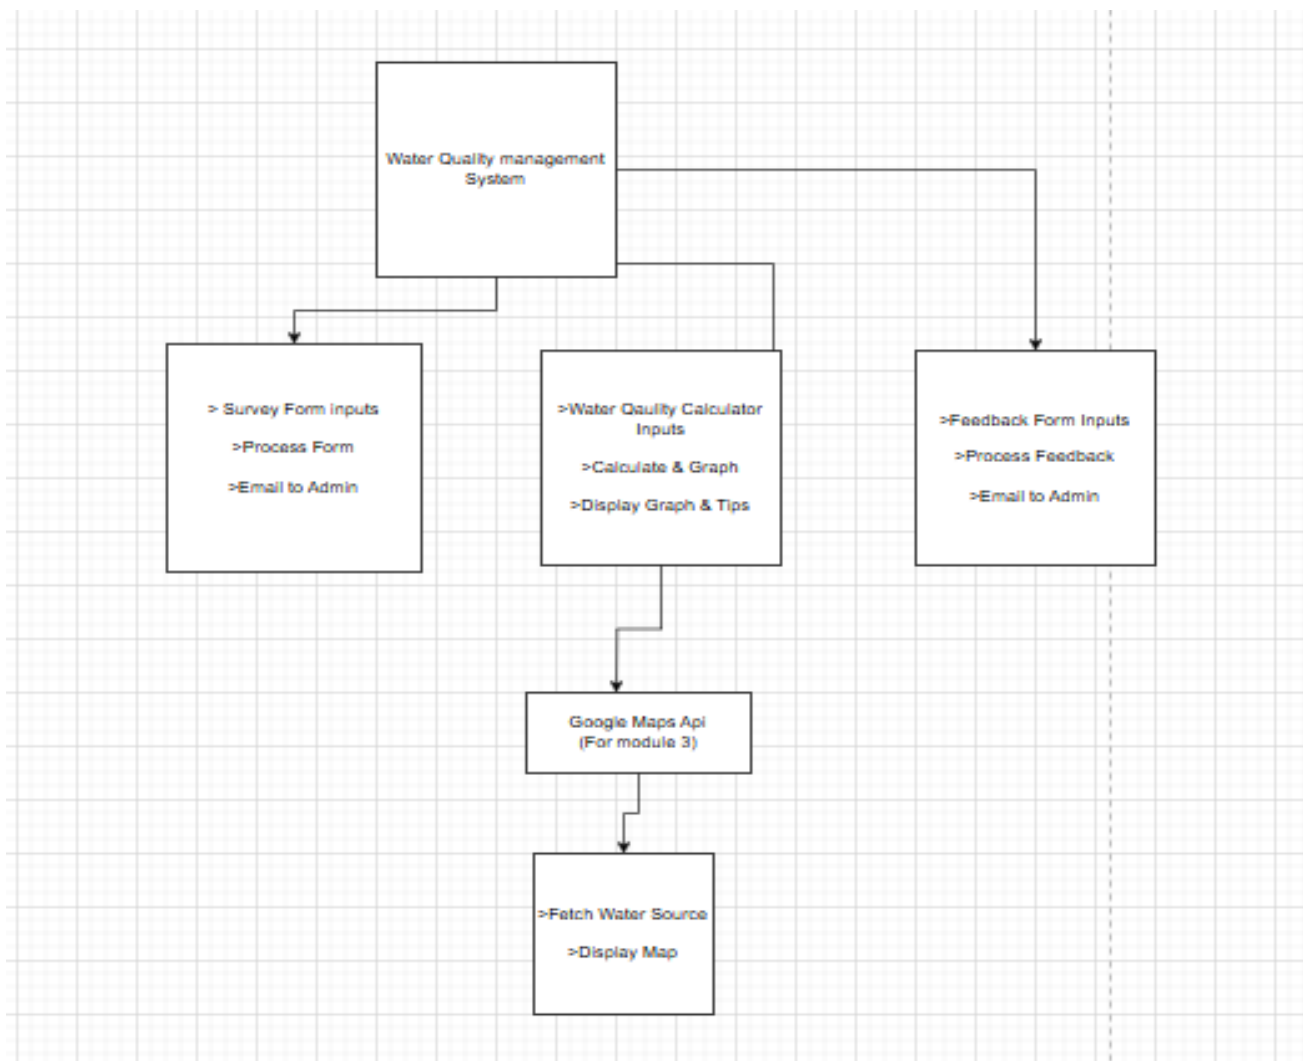 Water Quality management
System
> Survey Form inputs
>Process Form
>Email to Admin
>Water Qaulity Calculator
Inputs
>Calculate & Graph
>Display Graph & Tips
>Feedback Form Inputs
>Process Feedback
>Email to Admin
Google Maps Api
(For module 3)
>Fetch Water Source
>Display Map